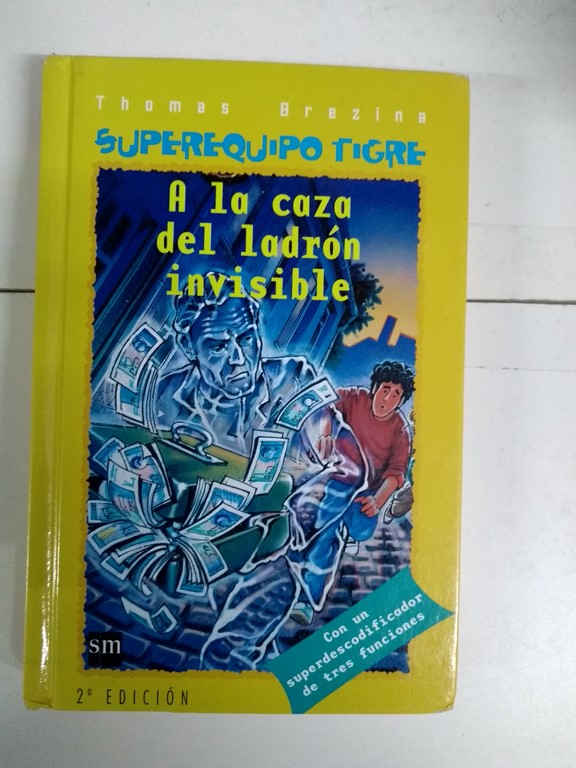 Thomas Brezina
SUPEREQUIPO TIGRE
A la caza
del ladrón
invisible
Con un
superdescodificador
de tres funciones
sm
2ª EDICIÓN